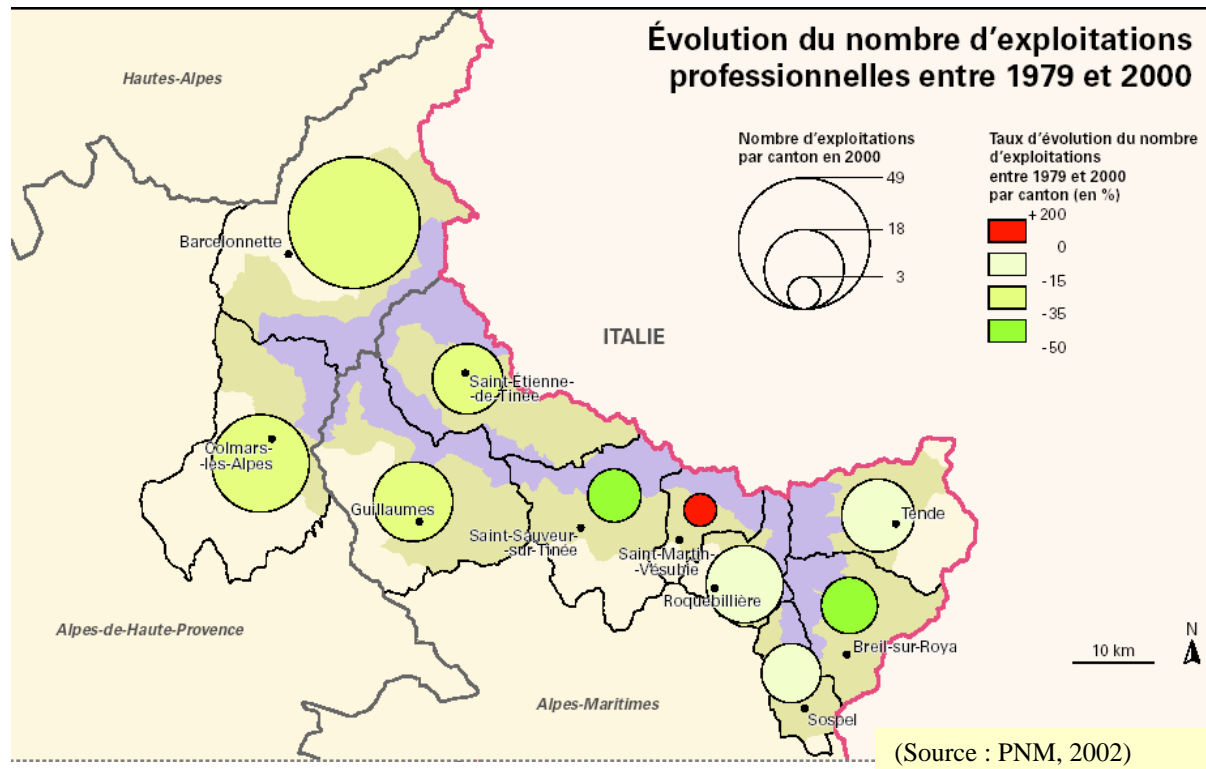 Évolution du nombre d'exploitations
professionnelles entre 1979 et 2000
Nombre d'exploitations
par canton en 2000
49
18
3
Taux d'évolution du nombre
d'exploitations
entre 1979 et 2000
par canton (en %)
+200
0
-15
-35
-50
Hautes-Alpes
Barcelonnette
ITALIE
Saint-Étienne-
-de-Tinée
Colmars-
-les-Alpes
Guillaumes
Saint-Sauveur-
-sur-Tinée
Saint-Martin-
-Vésubie
Roquebillière
Tende
Breil-sur-Roya
Sospel
Alpes-de-Haute-Provence
Alpes-Maritimes
10 km
N
(Source : PNM, 2002)